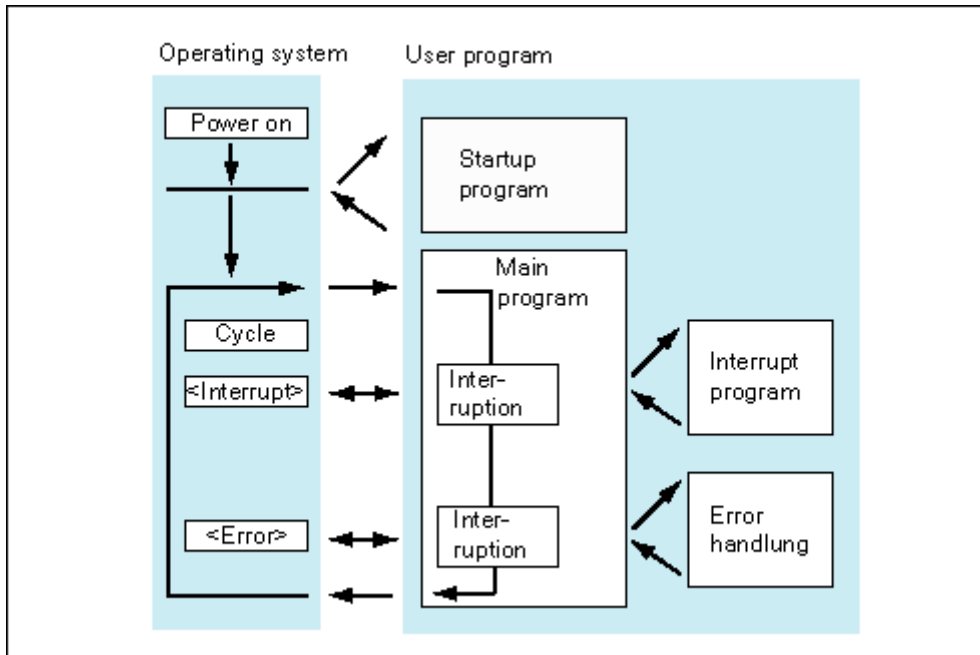 Operating system
User program
Power on
Startup
program
Main
program
Cycle
<Interrupt>
Inter-
ruption
Interrupt
program
<Error>
Inter-
ruption
Error
handlung